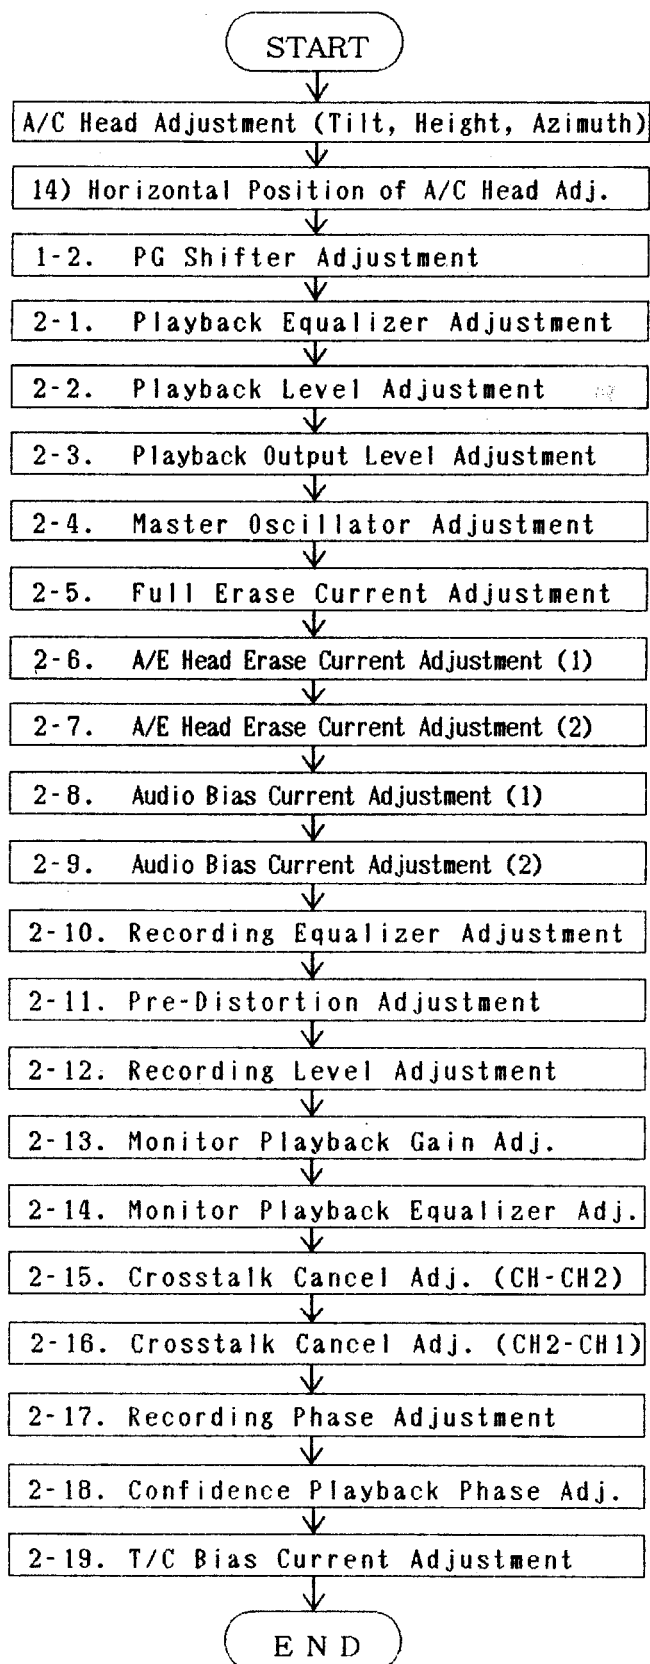 START
A/C Head Adjustment (Tilt, Height, Azimuth)
14) Horizontal Position of A/C Head Adj.
1-2. PG Shifter Adjustment
2-1. Playback Equalizer Adjustment
2-2. Playback Level Adjustment
2-3. Playback Output Level Adjustment
2-4. Master Oscillator Adjustment
2-5. Full Erase Current Adjustment
2-6. A/E Head Erase Current Adjustment (1)
2-7. A/E Head Erase Current Adjustment (2)
2-8. Audio Bias Current Adjustment (1)
2-9. Audio Bias Current Adjustment (2)
2-10. Recording Equalizer Adjustment
2-11. Pre-Distortion Adjustment
2-12. Recording Level Adjustment
2-13. Monitor Playback Gain Adj.
2-14. Monitor Playback Equalizer Adj.
2-15. Crosstalk Cancel Adj. (CH-CH2)
2-16. Crosstalk Cancel Adj. (CH2-CH1)
2-17. Recording Phase Adjustment
2-18. Confidence Playback Phase Adj.
2-19. T/C Bias Current Adjustment
END